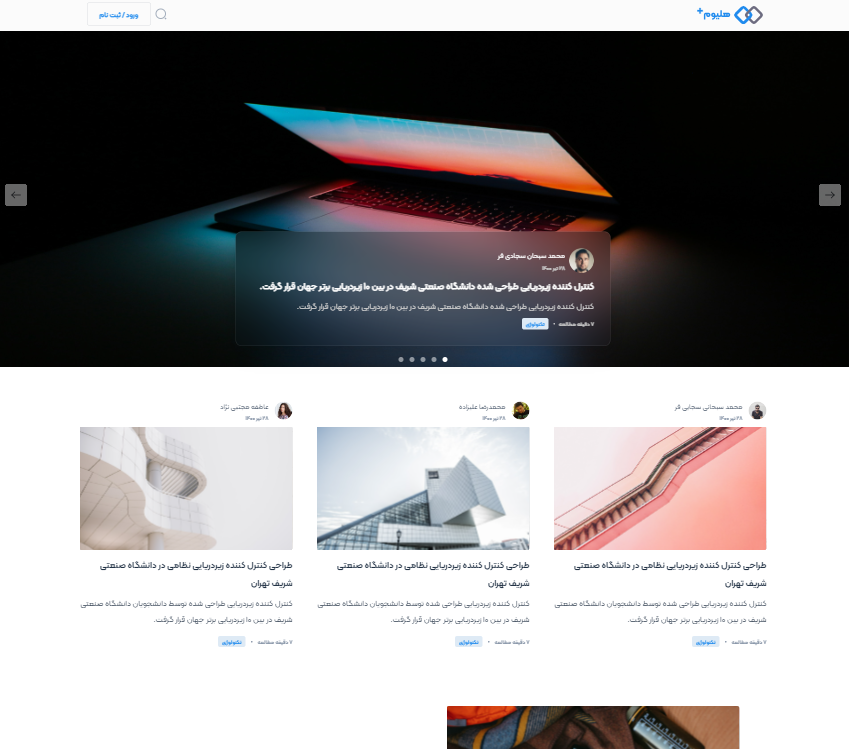 هلیوم+
ورود / ثبت نام
محمد سبحان سجادی فر
۲۸ تیر ۱۴۰۰
کنترل کننده زیردریایی طراحی شده دانشگاه صنعتی شریف در بین ۱۰ زیردریایی برتر جهان قرار گرفت.
کنترل کننده زیردریایی طراحی شده دانشگاه صنعتی شریف در بین ۱۰ زیردریایی برتر جهان قرار گرفت.
۷ دقیقه مطالعه • تکنولوژی
محمد سبحانی سجایی فر
۲۸ تیر ۱۴۰۰
طراحی کنترل کننده زیردریایی نظامی در دانشگاه صنعتی
شریف تهران
کنترل کننده زیردریایی طراحی شده توسط دانشجویان دانشگاه صنعتی
شریف در بین ۱۰ زیردریایی برتر جهان قرار گرفت.
۷ دقیقه مطالعه • تکنولوژی
محمدرضا علیزاده
۲۸ تیر ۱۴۰۰
طراحی کنترل کننده زیردریایی نظامی در دانشگاه صنعتی
شریف تهران
کنترل کننده زیردریایی طراحی شده توسط دانشجویان دانشگاه صنعتی
شریف در بین ۱۰ زیردریایی برتر جهان قرار گرفت.
۷ دقیقه مطالعه • تکنولوژی
عاطفه مجتبی نژاد
۲۸ تیر ۱۴۰۰
طراحی کنترل کننده زیردریایی نظامی در دانشگاه صنعتی
شریف تهران
کنترل کننده زیردریایی طراحی شده توسط دانشجویان دانشگاه صنعتی
شریف در بین ۱۰ زیردریایی برتر جهان قرار گرفت.
۷ دقیقه مطالعه • تکنولوژی